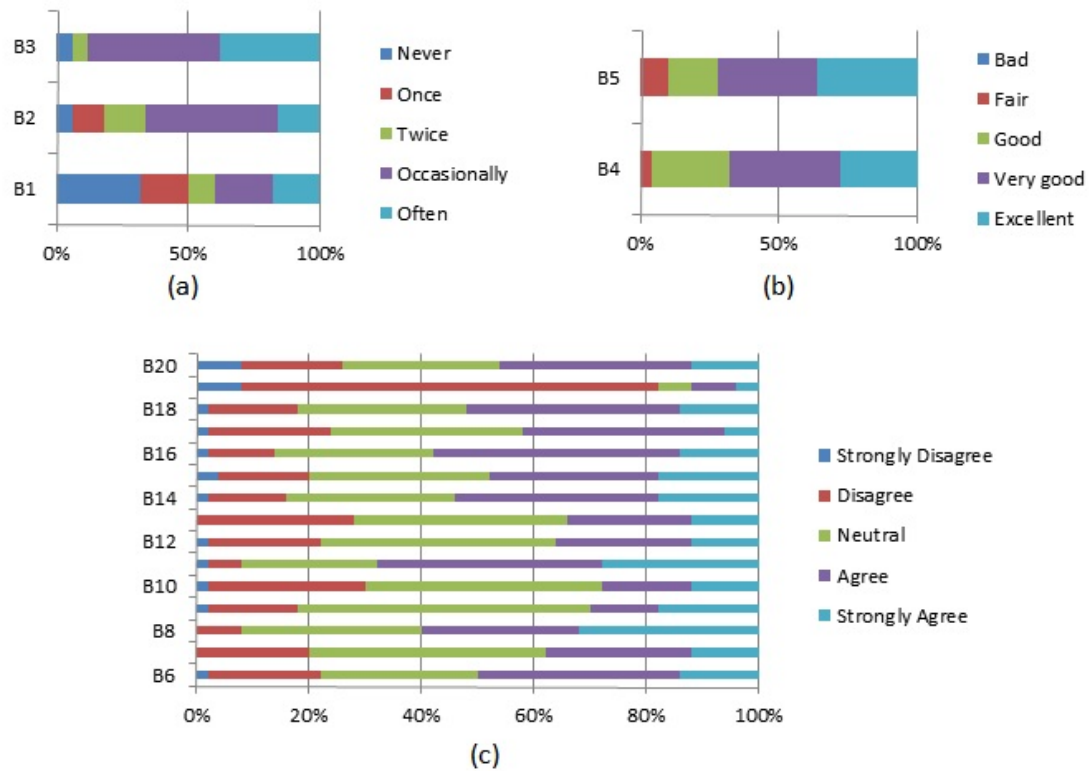 B3
B2
B1
0% 50% 100%
Never
Once
Twice
Occasionally
Often
(a)
B5
B4
0% 50% 100%
Bad
Fair
Good
Very good
Excellent
(b)
B20
B18
B16
B14
B12
B10
B8
B6
0% 20% 40% 60% 80% 100%
Strongly Disagree
Disagree
Neutral
Agree
Strongly Agree
(c)